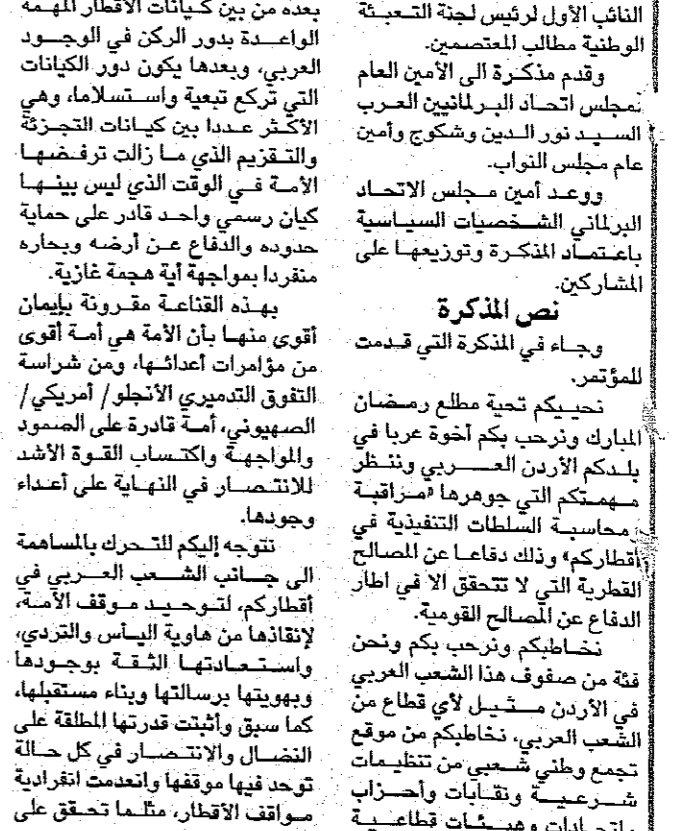 النائب الأول لرئيس لجنة التعبئة
الوطنية مطالب المعتصمين.
وقدم مذكرة الى الأمين العام
لمجلس اتحاد البرلمانيين العرب
السيد نور الدين وشكوج وأمين
عام مجلس النواب.
ووعد أمين مجلس الاتحاد
البرلماني الشخصيات السياسية
باعتماد المذكرة وتوزيعها على
المشاركين.
نص المذكرة
وجاء في المذكرة التي قدمت
للمؤتمر.
نحييكم تحية مطلع رمضان
المبارك ونرحب بكم أخوة عربا في
بلدكم الأردن العربي وننظر
مهمتكم التي جوهرها «مراقبة
ومحاسبة السلطات التنفيذية في
أقطاركم» وذلك دفاعا عن المصالح
القطرية التي لا تتحقق الا في اطار
الدفاع عن المصالح القومية.
نخاطبكم ونرحب بكم ونحن
فئة من صفوف هذا الشعب العربي
في الأردن مثيل لأي قطاع من
الشعب العربي، نخاطبكم من موقع
تجمع وطني شعبي من تنظيمات
شرعية ونقابات وأحزاب
واتحادات وهيئات قطاعية
بعده من بين كيانات الأقطار المهمة
الواعدة بدور الركن في الوجود
العربي، وبعدها يكون دور الكيانات
التي تركع تبعية واستسلاما، وهي
الأكثر عددا بين كيانات التجزئة
والتقزيم الذي ما زالت ترفضها
الأمة في الوقت الذي ليس بينها
كيان رسمي واحد قادر على حماية
حدوده والدفاع عن أرضه وبحاره
منفردا بمواجهة أية هجمة غازية.
بهذه القناعة مقرونة بإيمان
أقوى منها بأن الأمة هي أمة أقوى
من مؤامرات أعدائها، ومن شراسة
التفوق التدميري الأنجلو/ أمريكي/
الصهيوني، أمة قادرة على الصمود
والمواجهة واكتساب القوة الأشد
للانتصار في النهاية على أعداء
وجودها.
نتوجه إليكم للتحرك بالمساهمة
الى جانب الشعب العربي في
أقطاركم، لتوحيد موقف الأمة،
لإنقاذها من هاوية اليأس والتردي،
واستعادتها الثقة بوجودها
وبهويتها برسالتها وبناء مستقبلها،
كما سبق وأثبتت قدرتها المطلقة على
النضال والانتصار في كل حالة
توحد فيها موقفها وانعدمت انفرادية
مواقف الأقطار، مثلما تحقق على